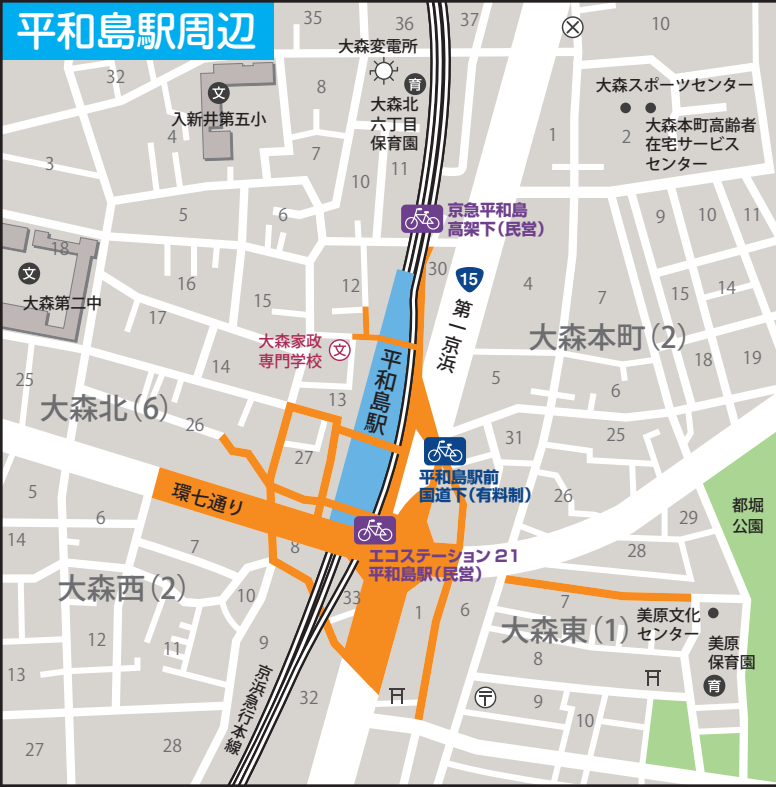 平和島駅周辺
35
36
37
10
大森変電所
32
8
育
大森スポーツセンター
文
大森北
六丁目
保育園
入新井第五小
4
1
2
大森本町高齢者
在宅サービス
センター
3
7
11
10
5
6
京急平和島
高架下（民営）
9
10
11
18
文
大森第二中
16
15
12
30
15
第一京浜
4
7
15
14
17
大森家政
専門学校
文
平和島駅
大森本町（2）
18
19
14
25
13
5
6
大森北（6）
26
31
25
27
平和島駅前
国道下（有料制）
5
環七通り
26
都堀
公園
6
29
14
7
8
エコステーション21
平和島駅（民営）
28
大森西（2）
10
33
1
6
7
大森東（1）
美原文化
センター
12
11
9
8
美原
保育園
育
13
京浜急行本線
32
〒
9
10
27
28